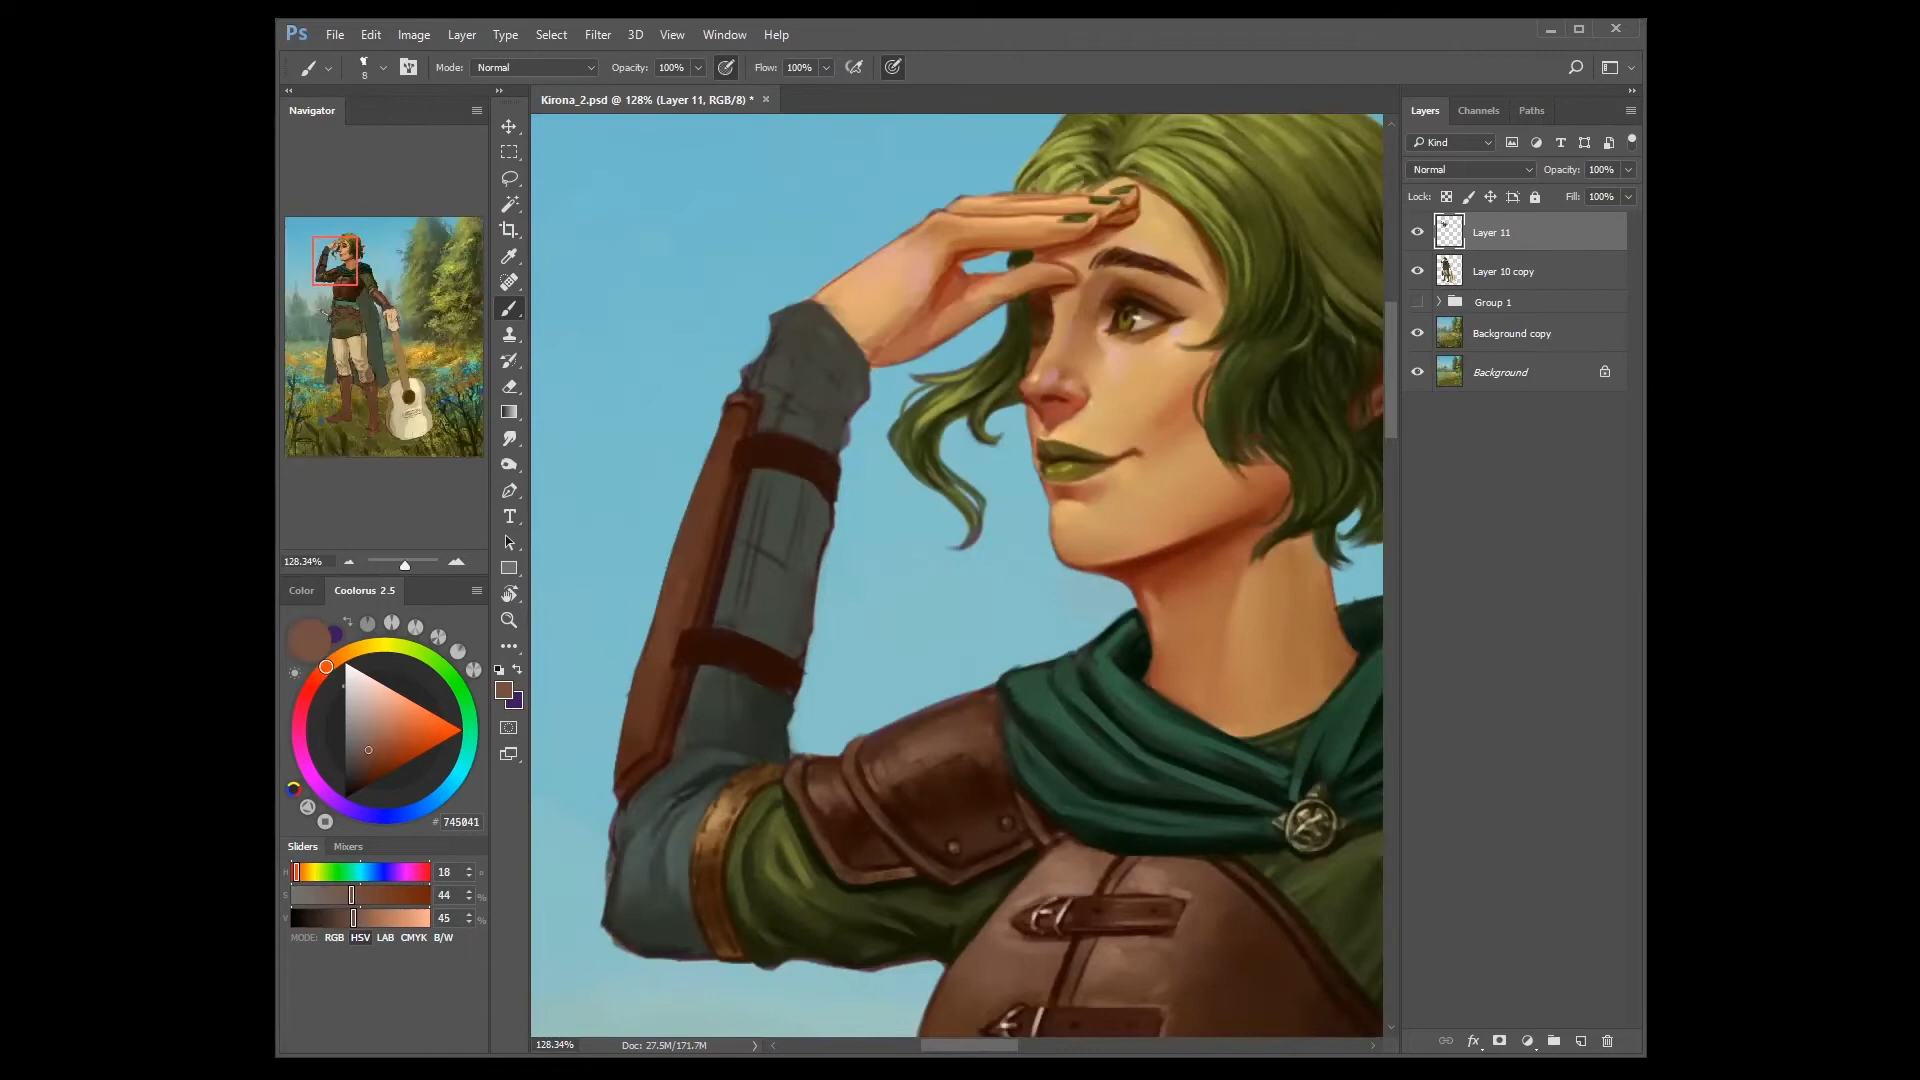 Ps File Edit Image Layer Type Select Filter 3D View Window Help
8 Mode: Normal Opacity: 100% Flow: 100%
Navigator
Kirona_2.psd @ 128% (Layer 11, RGB/8) *
Layers Channels Paths
Kind
Normal Opacity: 100%
Lock: Fill: 100%
Layer 11
Layer 10 copy
Group 1
Background copy
Background
128.34%
Color Coolorus 2.5
# 745041
Sliders Mixers
H 18 °
S 44 %
V 45 %
MODE: RGB HSV LAB CMYK B/W
128.34% Doc: 27.5M/171.7M
fx